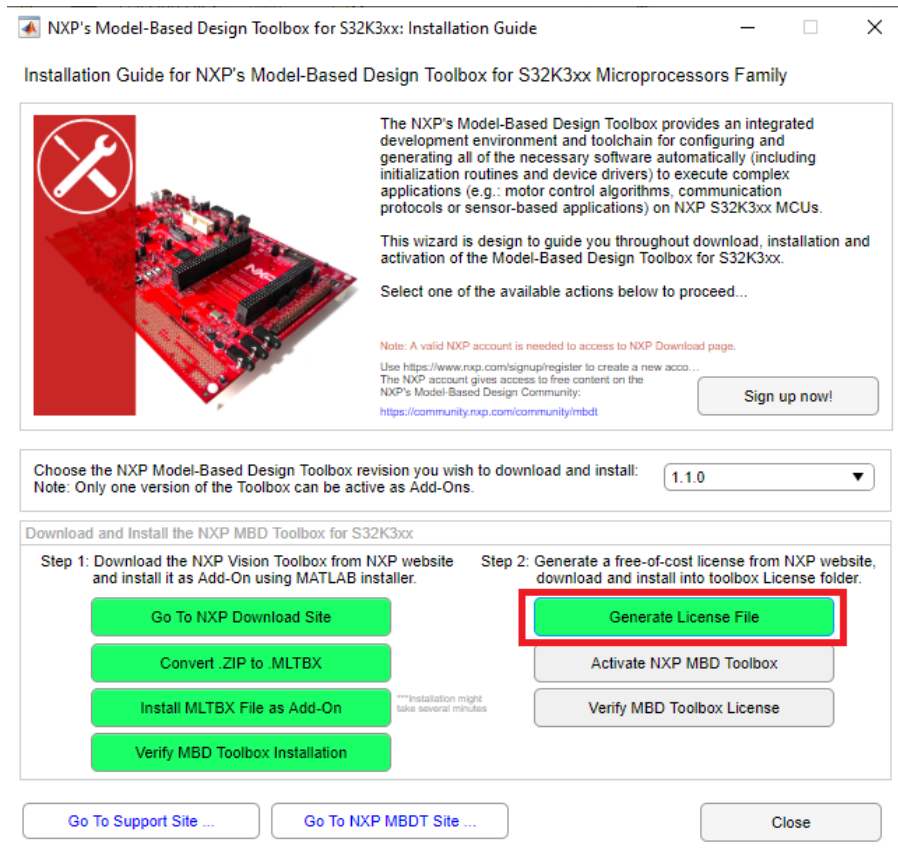 NXP's Model-Based Design Toolbox for S32K3xx: Installation Guide
Installation Guide for NXP's Model-Based Design Toolbox for S32K3xx Microprocessors Family
The NXP's Model-Based Design Toolbox provides an integrated
development environment and toolchain for configuring and
generating all of the necessary software automatically (including
initialization routines and device drivers) to execute complex
applications (e.g.: motor control algorithms, communication
protocols or sensor-based applications) on NXP S32K3xx MCUs.
This wizard is design to guide you throughout download, installation and
activation of the Model-Based Design Toolbox for S32K3xx.
Select one of the available actions below to proceed...
Note: A valid NXP account is needed to access to NXP Download page.
Use https://www.nxp.com/signup/register to create a new acco...
The NXP account gives access to free content on the
NXP's Model-Based Design Community:
https://community.nxp.com/community/mbdt
Sign up now!
NXP
Choose the NXP Model-Based Design Toolbox revision you wish to download and install:
Note: Only one version of the Toolbox can be active as Add-Ons.
1.1.0
Download and Install the NXP MBD Toolbox for S32K3xx
Step 1: Download the NXP Vision Toolbox from NXP website
and install it as Add-On using MATLAB installer.
Go To NXP Download Site
Convert .ZIP to .MLTBX
Install MLTBX File as Add-On
***Installation might
take several minutes
Verify MBD Toolbox Installation
Step 2: Generate a free-of-cost license from NXP website,
download and install into toolbox License folder.
Generate License File
Activate NXP MBD Toolbox
Verify MBD Toolbox License
Go To Support Site ...
Go To NXP MBDT Site ...
Close